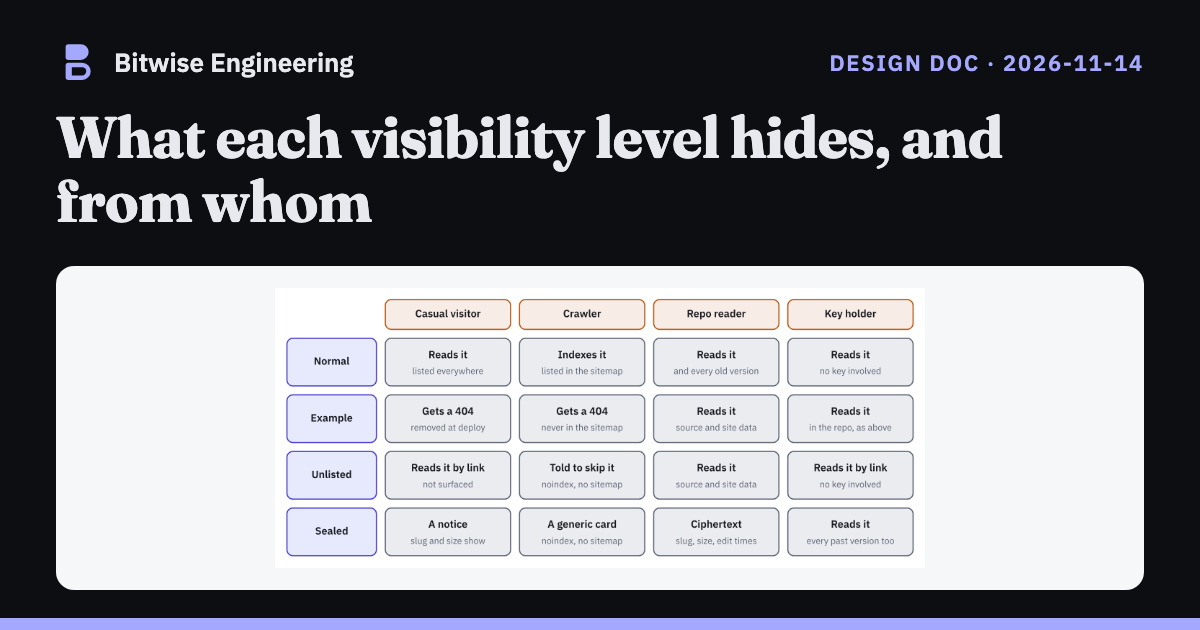 Bitwise Engineering
DESIGN DOC · 2026-11-14
What each visibility level hides, and
from whom
Casual visitor
Crawler
Repo reader
Key holder
Normal
Reads it
listed everywhere
Indexes it
listed in the sitemap
Reads it
and every old version
Reads it
no key involved
Example
Gets a 404
removed at deploy
Gets a 404
never in the sitemap
Reads it
source and site data
Reads it
in the repo, as above
Unlisted
Reads it by link
not surfaced
Told to skip it
noindex, no sitemap
Reads it
source and site data
Reads it by link
no key involved
Sealed
A notice
slug and size show
A generic card
noindex, no sitemap
Ciphertext
slug, size, edit times
Reads it
every past version too